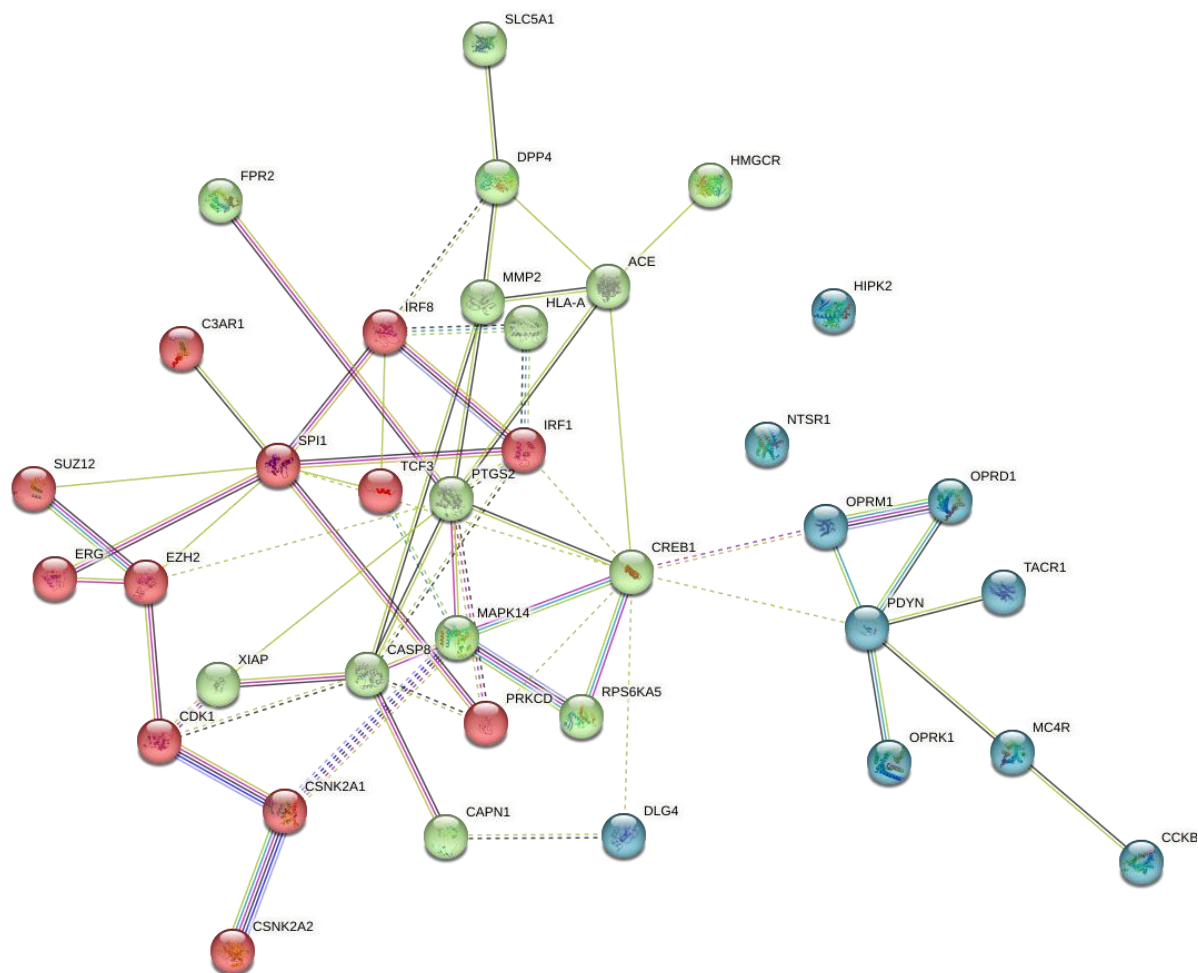 SLC5A1
DPP4
HMGCR
FPR2
ACE
MMP2
HLA-A
HIPK2
IRF8
C3AR1
NTSR1
IRF1
SPI1
TCF3
PTGS2
SUZ12
OPRD1
OPRM1
CREB1
ERG
EZH2
TACR1
PDYN
MAPK14
CASP8
XIAP
PRKCD
RPS6KA5
CDK1
OPRK1
MC4R
CSNK2A1
CAPN1
DLG4
CCKB
CSNK2A2